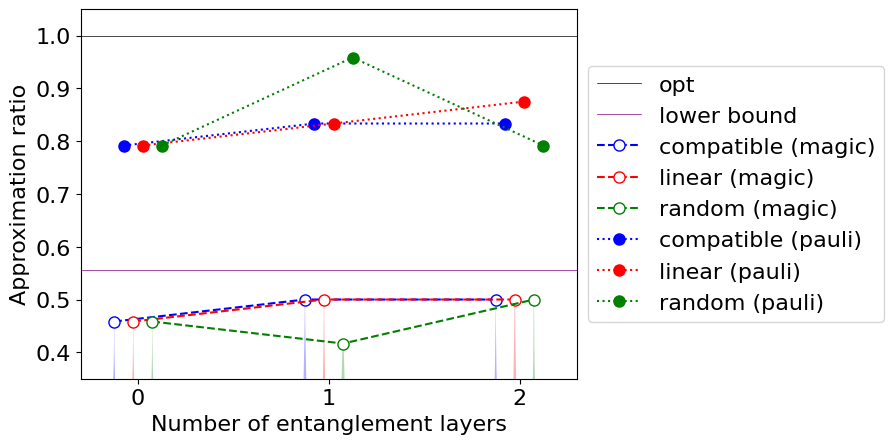 Approximation ratio
1.0
0.9
0.8
0.7
0.6
0.5
0.4
0
1
2
Number of entanglement layers
opt
lower bound
compatible (magic)
linear (magic)
random (magic)
compatible (pauli)
linear (pauli)
random (pauli)